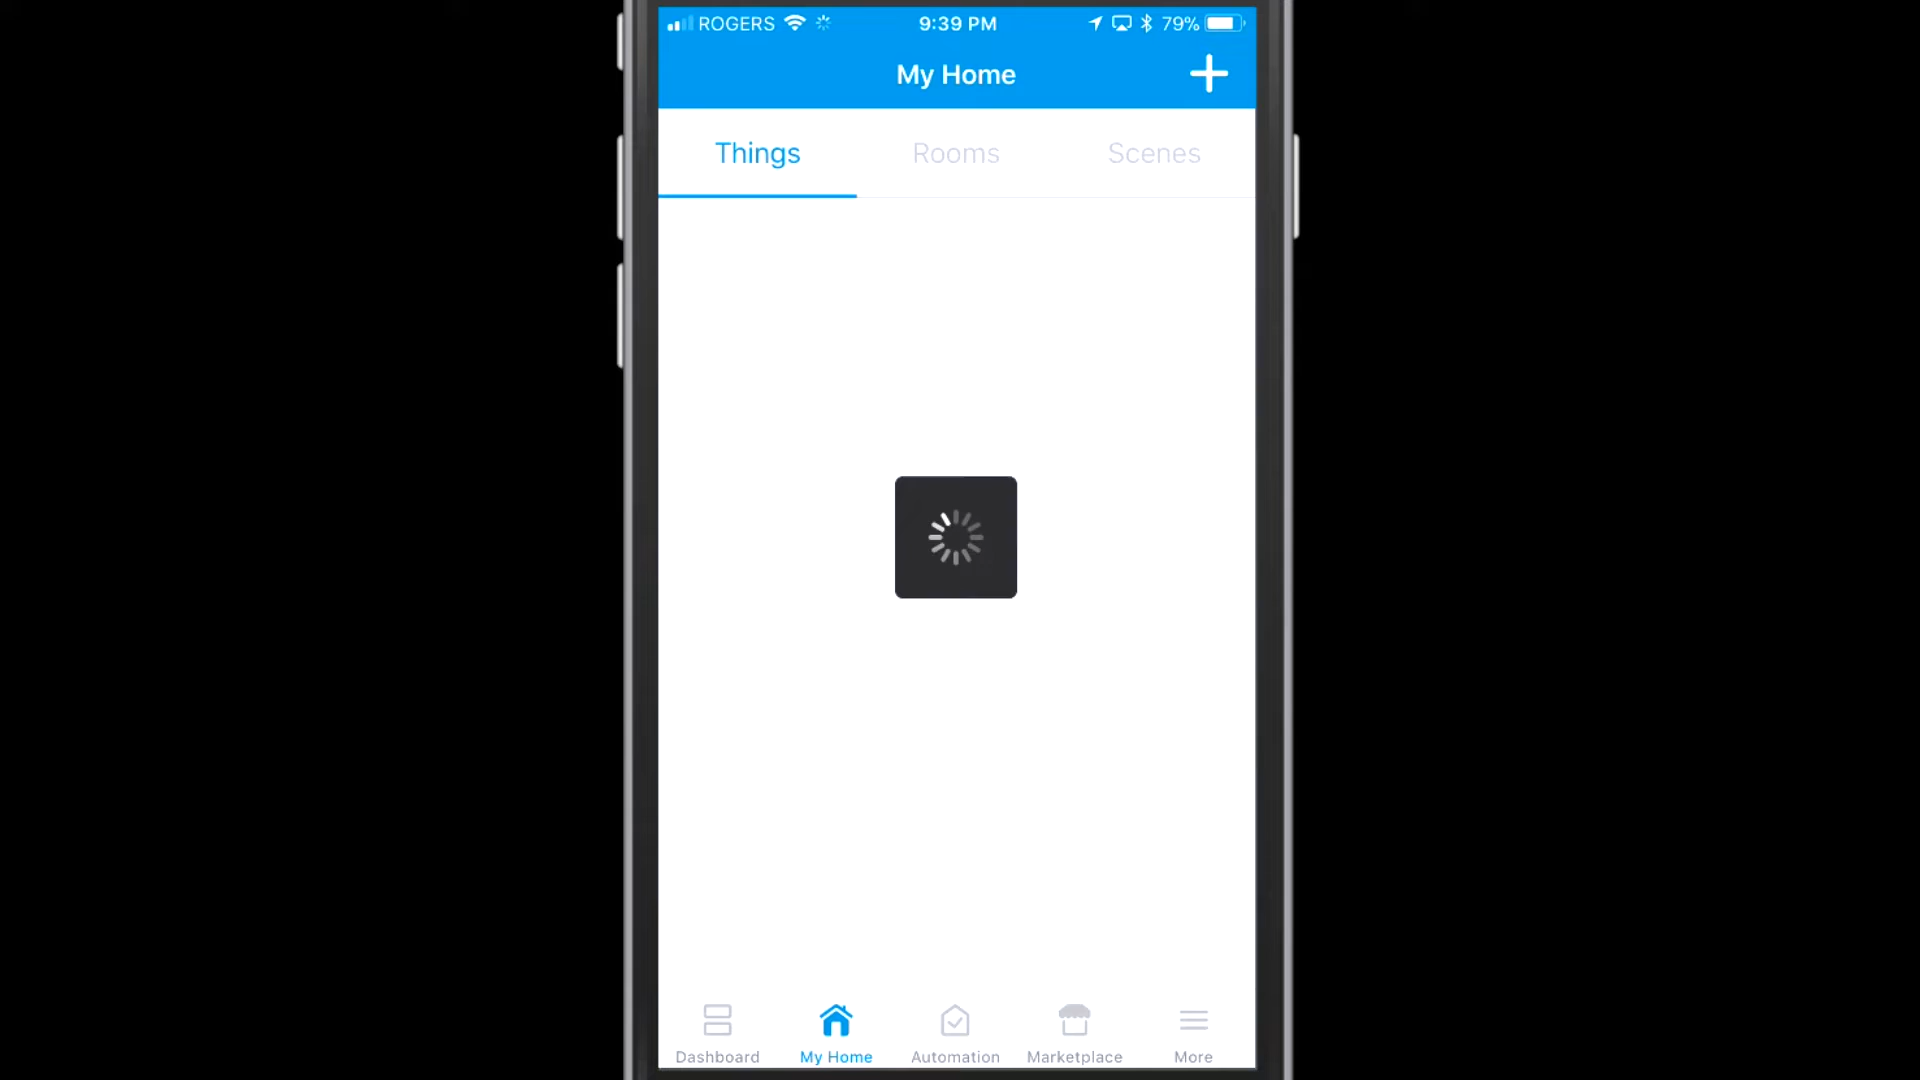 ROGERS 9:39 PM 79%
My Home
Things Rooms Scenes
Dashboard My Home Automation Marketplace More